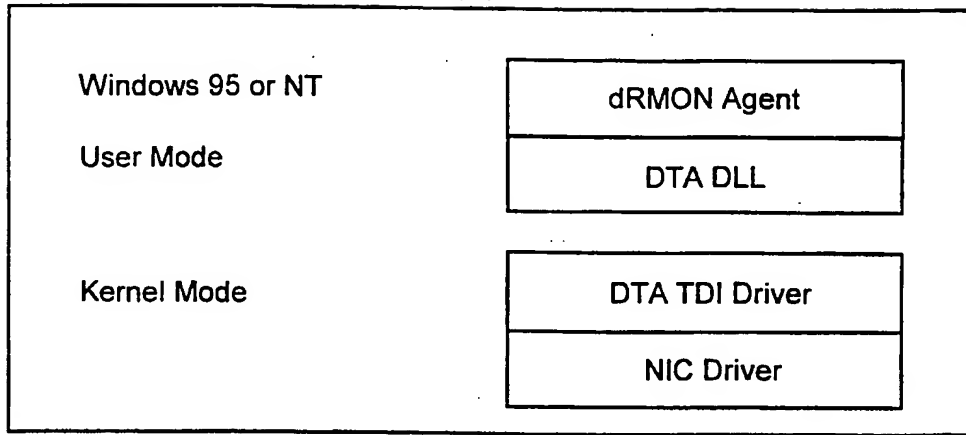 Windows 95 or NT
dRMON Agent
User Mode
DTA DLL
Kernel Mode
DTA TDI Driver
NIC Driver